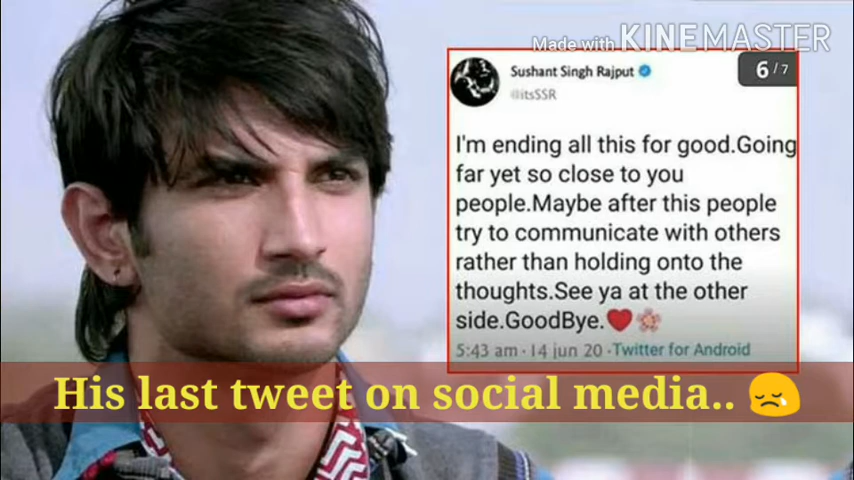 Made with KINEMASTER
Sushant Singh Rajput
6/7
@itsSSR
I'm ending all this for good.Going
far yet so close to you
people.Maybe after this people
try to communicate with others
rather than holding onto the
thoughts.See ya at the other
side.GoodBye.❤️🌸
5:43 am · 14 jun 20 · Twitter for Android
His last tweet on social media.. 😢